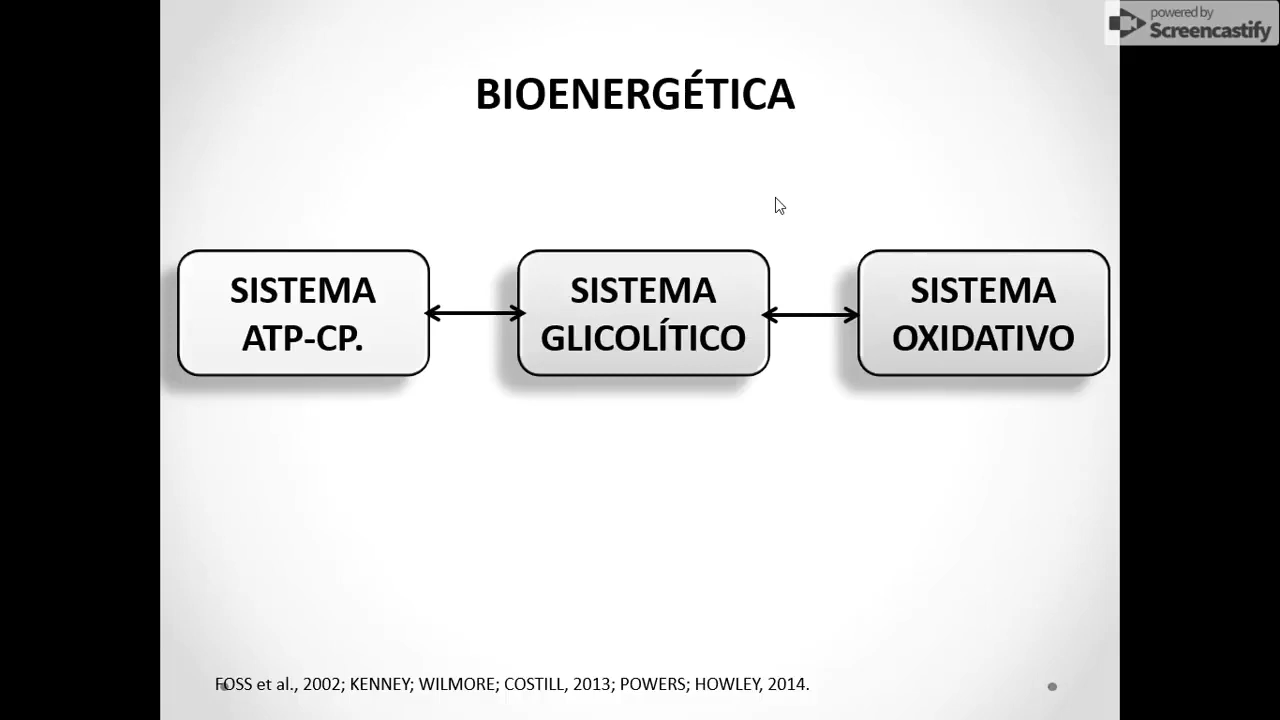 powered by
Screencastify
BIOENERGÉTICA
SISTEMA
ATP-CP.
SISTEMA
GLICOLÍTICO
SISTEMA
OXIDATIVO
FOSS et al., 2002; KENNEY; WILMORE; COSTILL, 2013; POWERS; HOWLEY, 2014.